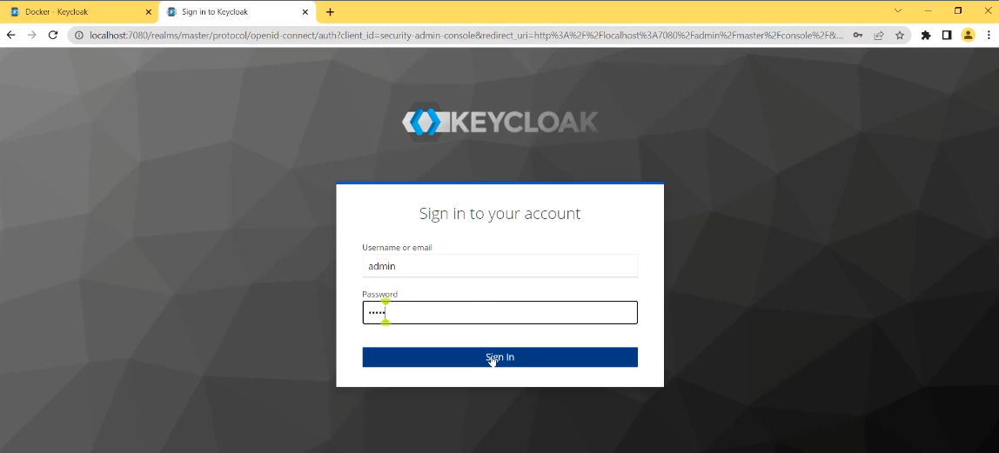 Docker - Keycloak
Sign in to Keycloak
localhost:7080/realms/master/protocol/openid-connect/auth?client_id=security-admin-console&redirect_uri=http%3A%2F%2Flocalhost%3A7080%2Fadmin%2Fmaster%2Fconsole%2F&...
KEYCLOAK
Sign in to your account
Username or email
admin
Password
•••••
Sign In